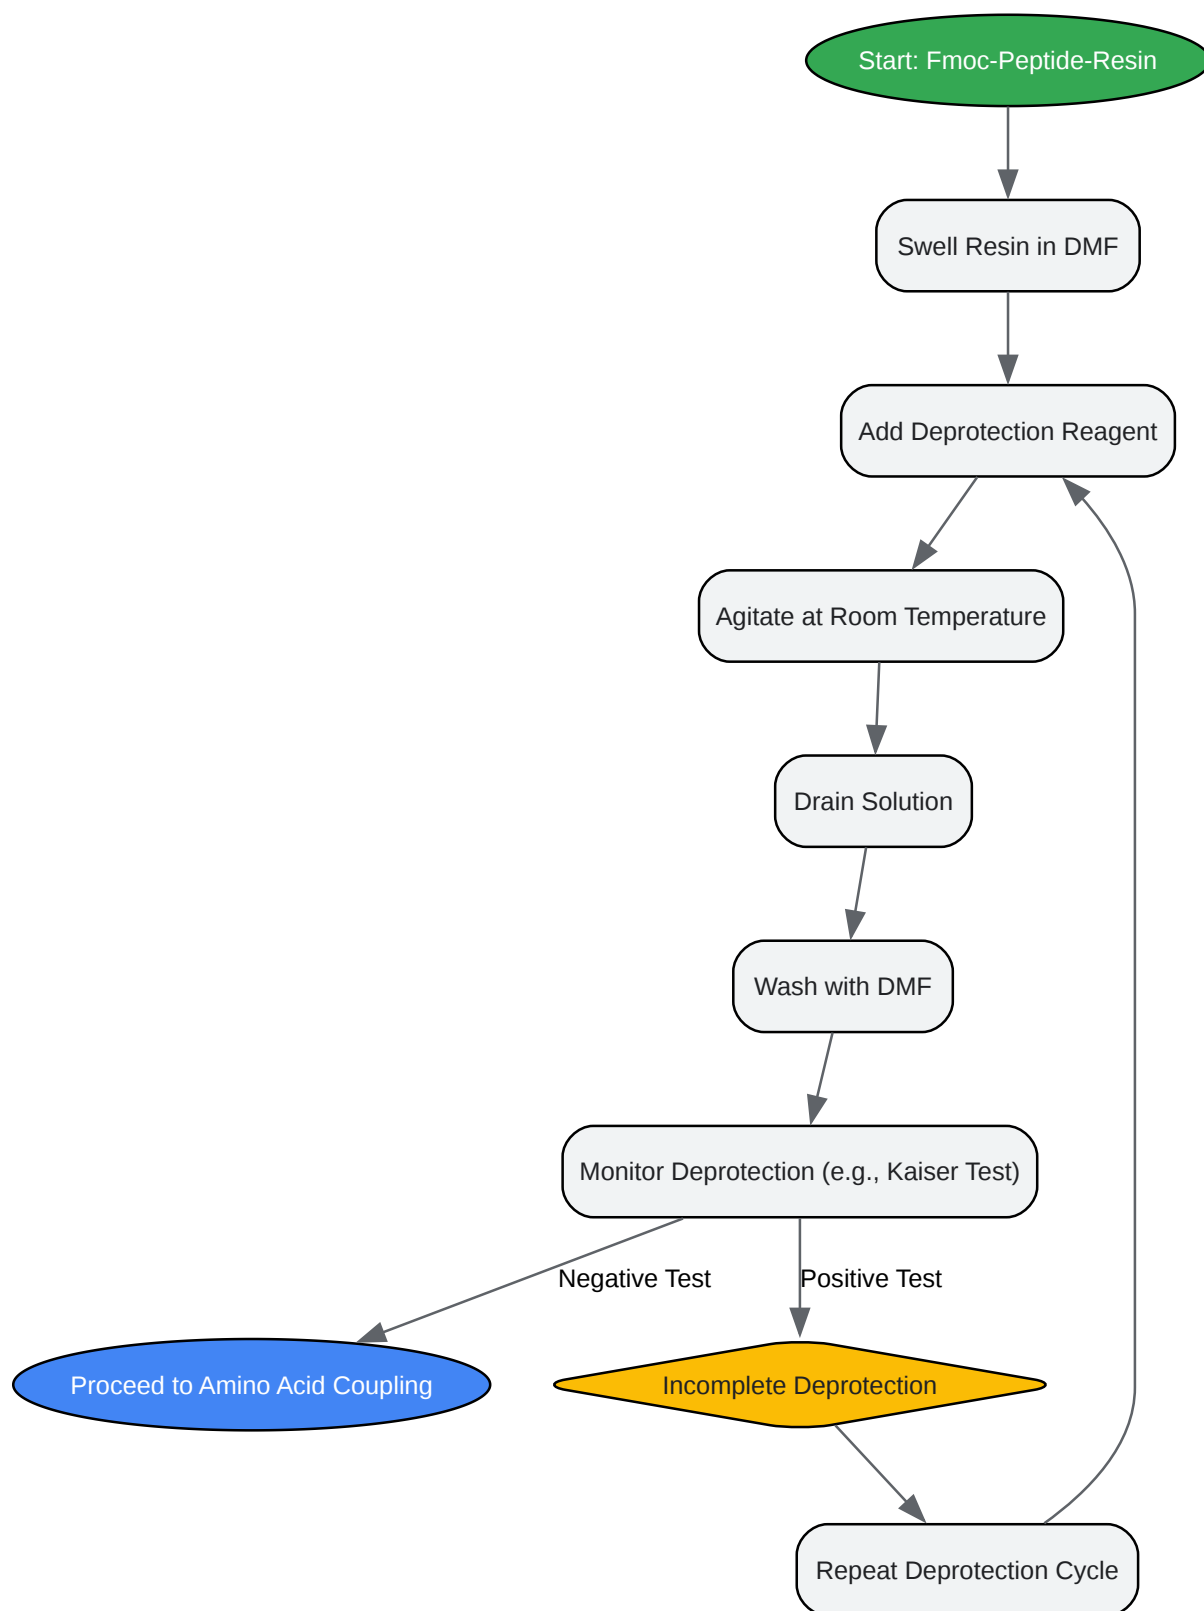 Start: Fmoc-Peptide-Resin
Swell Resin in DMF
Add Deprotection Reagent
Agitate at Room Temperature
Drain Solution
Wash with DMF
Monitor Deprotection (e.g., Kaiser Test)
Negative Test
Positive Test
Proceed to Amino Acid Coupling
Incomplete Deprotection
Repeat Deprotection Cycle